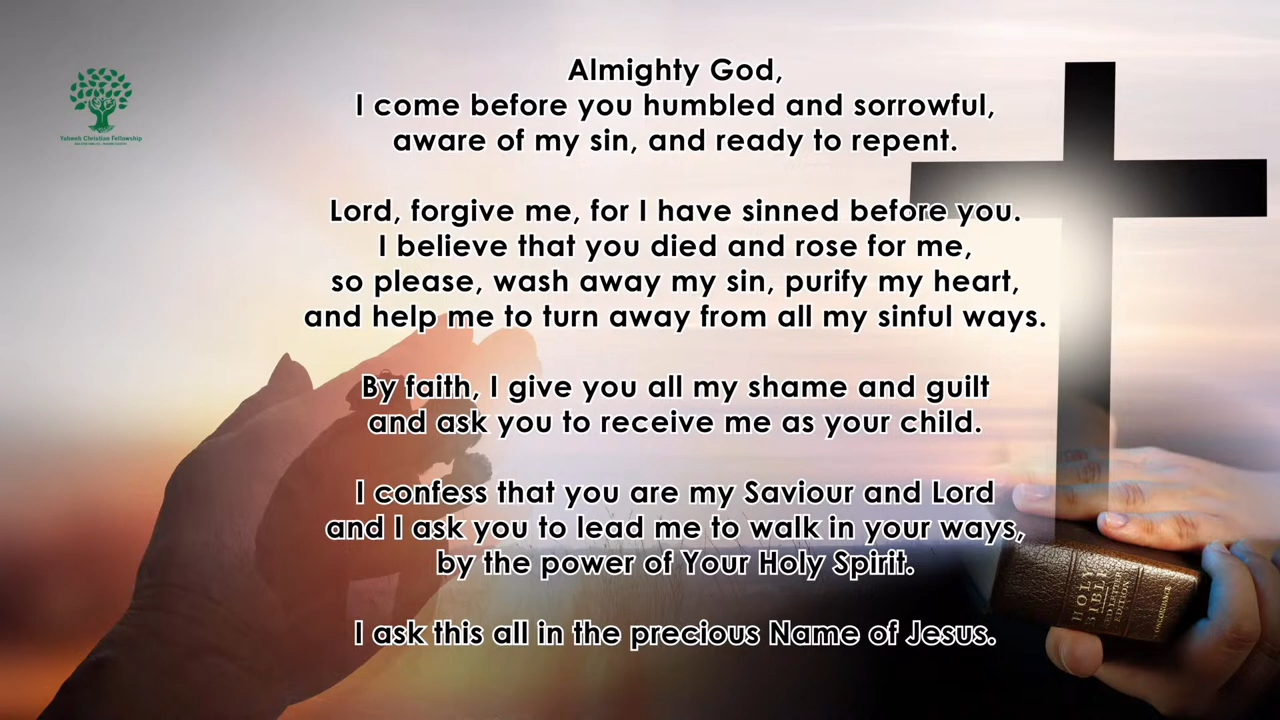 Yahweh Christian Fellowship
Almighty God,
I come before you humbled and sorrowful,
aware of my sin, and ready to repent.
Lord, forgive me, for I have sinned before you.
I believe that you died and rose for me,
so please, wash away my sin, purify my heart,
and help me to turn away from all my sinful ways.
By faith, I give you all my shame and guilt
and ask you to receive me as your child.
I confess that you are my Saviour and Lord
and I ask you to lead me to walk in your ways,
by the power of Your Holy Spirit.
I ask this all in the precious Name of Jesus.
HOLY
BIBLE
EDITION
CONCORDANCE